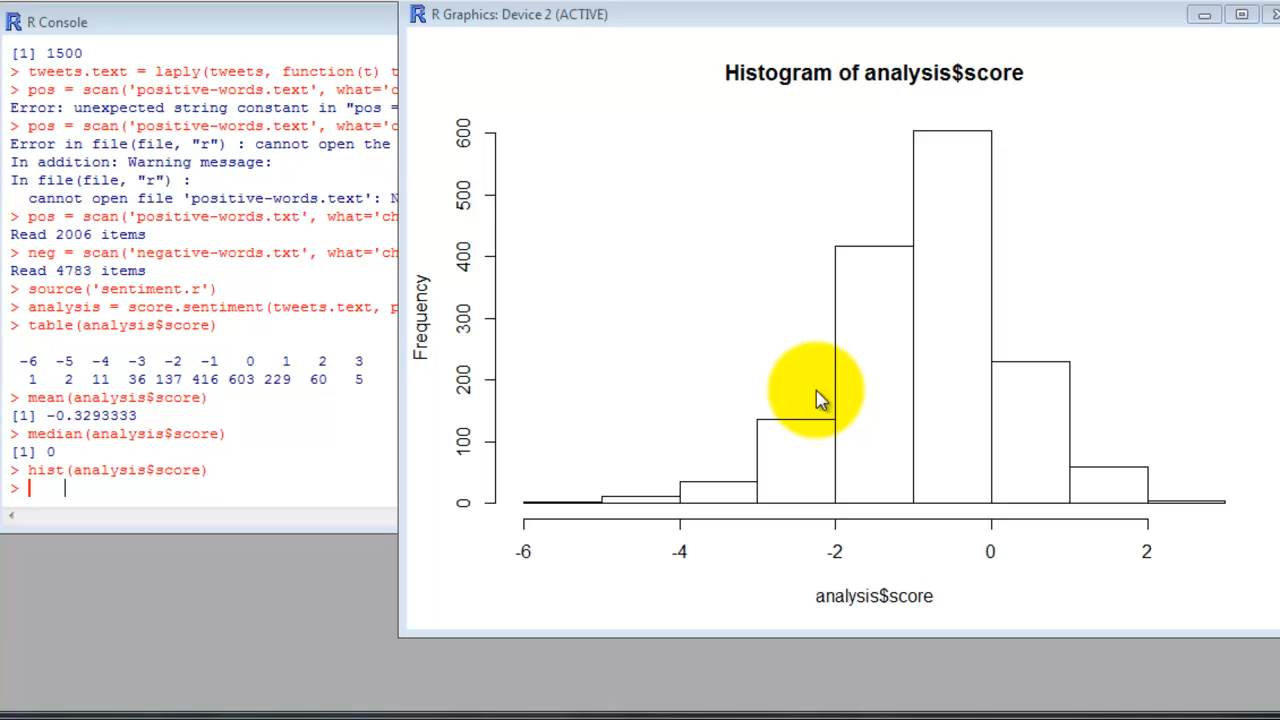 R Console
[1] 1500
> tweets.text = laply(tweets, function(t) t
> pos = scan('positive-words.text', what='c
Error: unexpected string constant in "pos =
> pos = scan('positive-words.text', what='c
Error in file(file, "r") : cannot open the
In addition: Warning message:
In file(file, "r") :
cannot open file 'positive-words.text': N
> pos = scan('positive-words.txt', what='ch
Read 2006 items
> neg = scan('negative-words.txt', what='ch
Read 4783 items
> source('sentiment.r')
> analysis = score.sentiment(tweets.text, p
> table(analysis$score)
-6 -5 -4 -3 -2 -1 0 1 2 3
1 2 11 36 137 416 603 229 60 5
> mean(analysis$score)
[1] -0.3293333
> median(analysis$score)
[1] 0
> hist(analysis$score)
>
R Graphics: Device 2 (ACTIVE)
Histogram of analysis$score
Frequency
600
500
400
300
200
100
0
-6 -4 -2 0 2
analysis$score